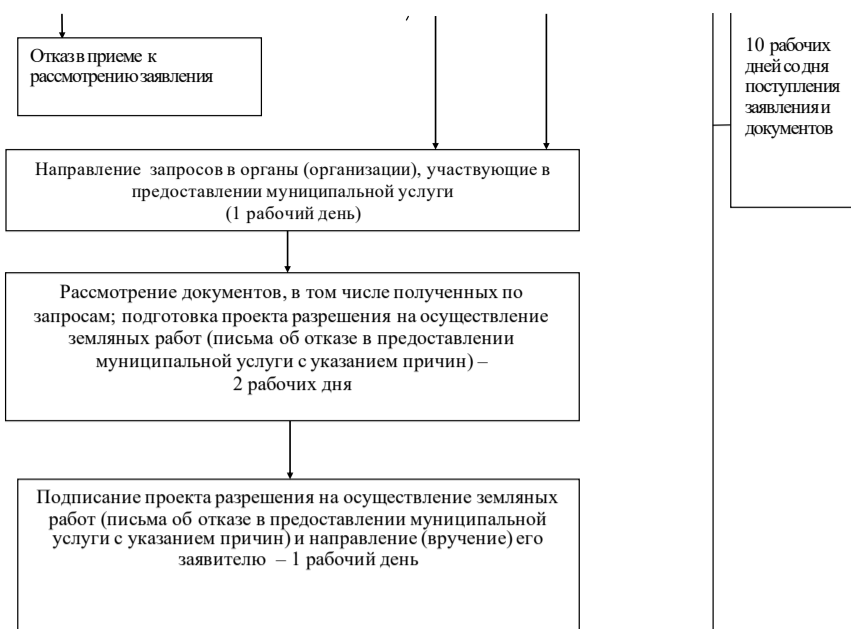 Отказ в приеме к
рассмотрению заявления
10 рабочих
дней со дня
поступления
заявления и
документов
Направление запросов в органы (организации), участвующие в
предоставлении муниципальной услуги
(1 рабочий день)
Рассмотрение документов, в том числе полученных по
запросам; подготовка проекта разрешения на осуществление
земляных работ (письма об отказе в предоставлении
муниципальной услуги с указанием причин) –
2 рабочих дня
Подписание проекта разрешения на осуществление земляных
работ (письма об отказе в предоставлении муниципальной
услуги с указанием причин) и направление (вручение) его
заявителю – 1 рабочий день